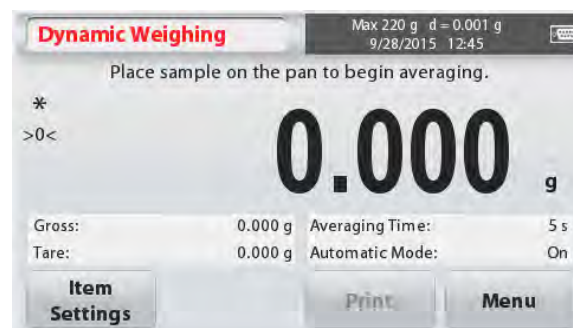 Dynamic Weighing
Max 220 g d = 0.001 g
9/28/2015 12:45
Place sample on the pan to begin averaging.
*
>0<
0.000 g
Gross: 0.000 g Averaging Time: 5 s
Tare: 0.000 g Automatic Mode: On
Item
Settings
Print
Menu